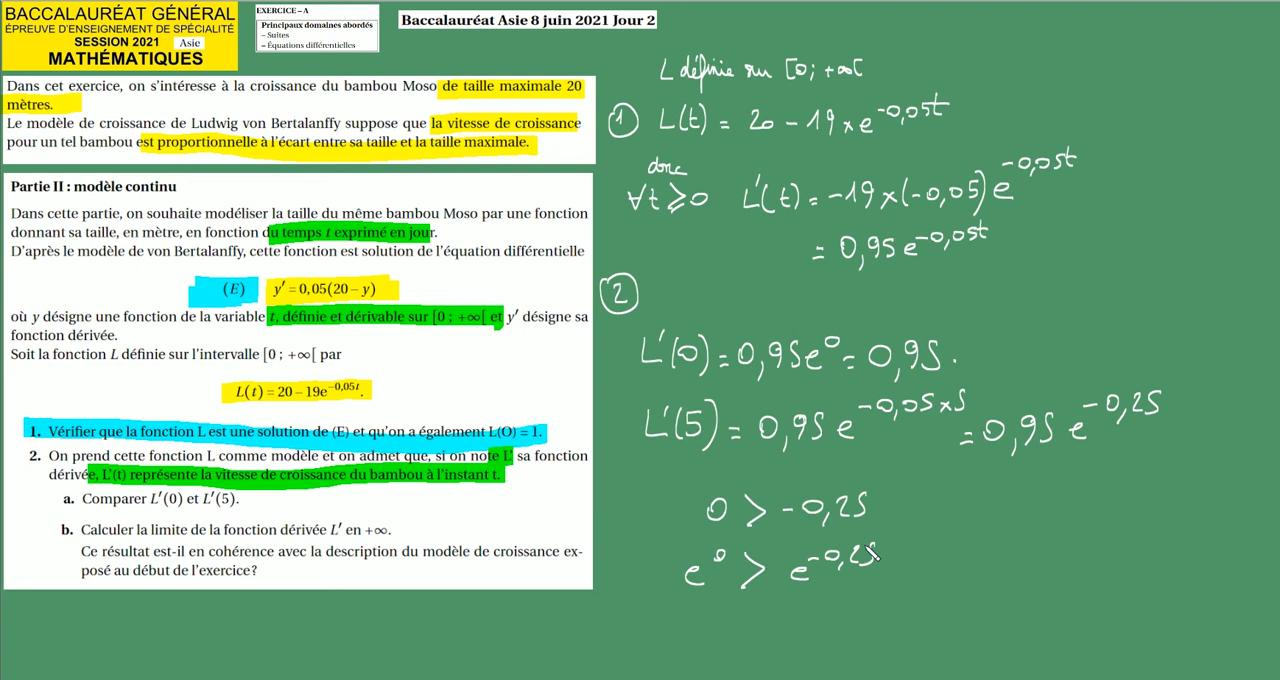 BACCALAURÉAT GÉNÉRAL
ÉPREUVE D'ENSEIGNEMENT DE SPÉCIALITÉ
SESSION 2021 Asie
MATHÉMATIQUES
EXERCICE – A
Principaux domaines abordés
– Suites
– Équations différentielles
Baccalauréat Asie 8 juin 2021 Jour 2
Dans cet exercice, on s'intéresse à la croissance du bambou Moso de taille maximale 20
mètres.
Le modèle de croissance de Ludwig von Bertalanffy suppose que la vitesse de croissance
pour un tel bambou est proportionnelle à l'écart entre sa taille et la taille maximale.
Partie II : modèle continu
Dans cette partie, on souhaite modéliser la taille du même bambou Moso par une fonction
donnant sa taille, en mètre, en fonction du temps t exprimé en jour.
D'après le modèle de von Bertalanffy, cette fonction est solution de l'équation différentielle
(E) y′ = 0,05(20 − y)
où y désigne une fonction de la variable t, définie et dérivable sur [0 ; +∞[ et y′ désigne sa
fonction dérivée.
Soit la fonction L définie sur l'intervalle [0 ; +∞[ par
L(t) = 20 − 19e^−0,05t.
1. Vérifier que la fonction L est une solution de (E) et qu'on a également L(O) = 1.
2. On prend cette fonction L comme modèle et on admet que, si on note L′ sa fonction
dérivée, L′(t) représente la vitesse de croissance du bambou à l'instant t.
a. Comparer L′(0) et L′(5).
b. Calculer la limite de la fonction dérivée L′ en +∞.
Ce résultat est-il en cohérence avec la description du modèle de croissance ex-
posé au début de l'exercice ?
L définie sur [0 ; +∞[
1 L(t) = 20 − 19 × e^−0,05t
donc
∀t ⩾ 0 L′(t) = −19 × (−0,05) e^−0,05t
= 0,95 e^−0,05t
2
L′(0) = 0,95e^0 = 0,95.
L′(5) = 0,95 e^−0,05×5 = 0,95 e^−0,25
0 > −0,25
e^0 > e^−0,25